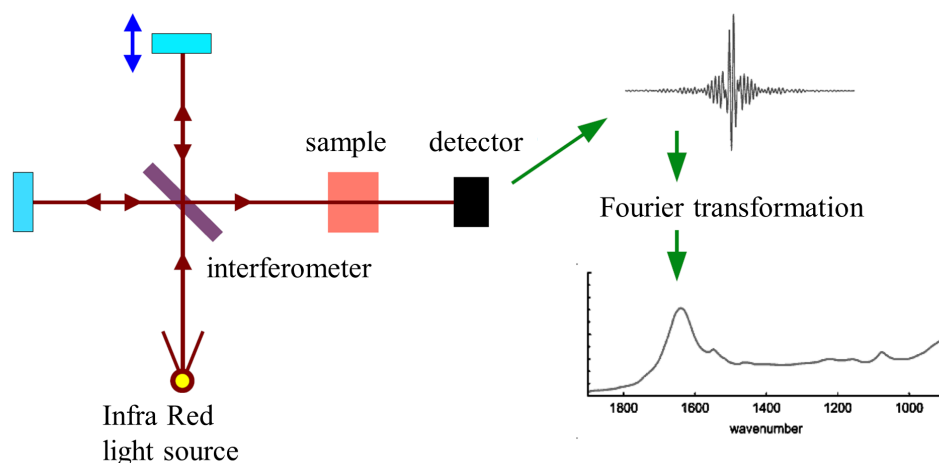 sample
detector
Fourier transformation
interferometer
Infra Red
light source
1800
1600
1400
1200
1000
wavenumber